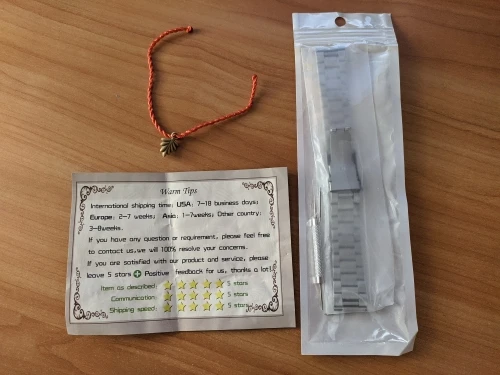 Warm Tips
International shipping time: USA: 7-18 business days;
Europe: 2-7 weeks; Asia: 1-7weeks; Other country:
3-8weeks.
If you have any question or requirement, please feel free
to contact us,we will 100% resolve your concerns.
If you are satisfied with our product and service, please
leave 5 stars + Positive feedback for us, thanks a lot!
Item as described: 5 stars
Communication: 5 stars
Shipping speed: 5 stars